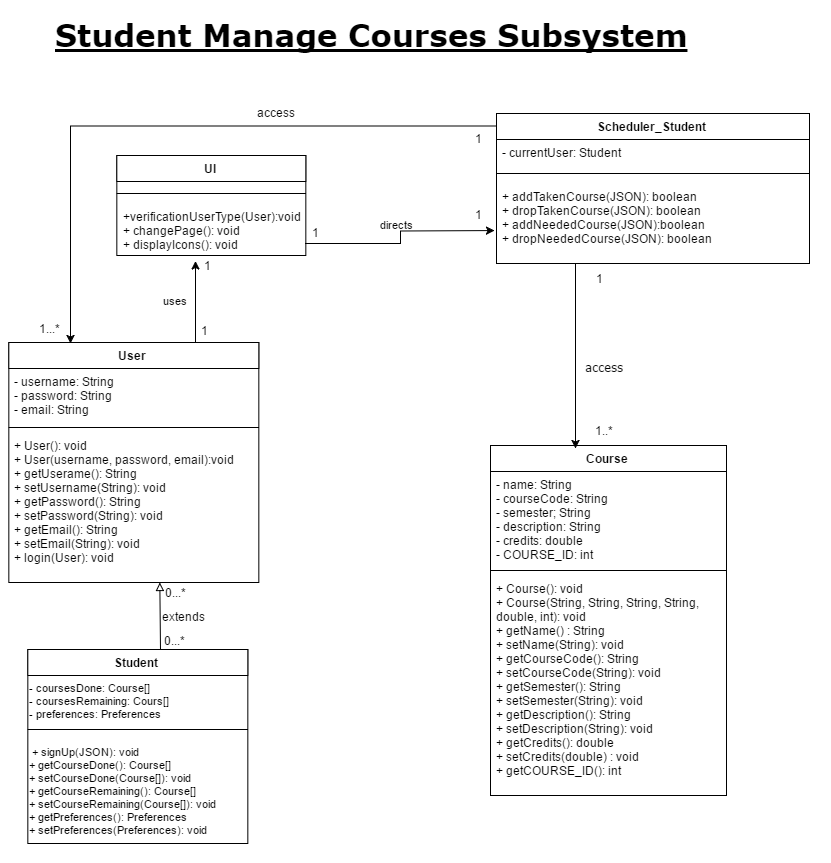 Student Manage Courses Subsystem
access
1
Scheduler_Student
- currentUser: Student
+ addTakenCourse(JSON): boolean
+ dropTakenCourse(JSON): boolean
+ addNeededCourse(JSON):boolean
+ dropNeededCourse(JSON): boolean
UI
+verificationUserType(User):void
+ changePage(): void
+ displayIcons(): void
1
directs
1
1
uses
1
1...*
1
access
1..*
User
- username: String
- password: String
- email: String
+ User(): void
+ User(username, password, email):void
+ getUserame(): String
+ setUsername(String): void
+ getPassword(): String
+ setPassword(String): void
+ getEmail(): String
+ setEmail(String): void
+ login(User): void
0...*
extends
0...*
Student
- coursesDone: Course[]
- coursesRemaining: Cours[]
- preferences: Preferences
+ signUp(JSON): void
+ getCourseDone(): Course[]
+ setCourseDone(Course[]): void
+ getCourseRemaining(): Course[]
+ setCourseRemaining(Course[]): void
+ getPreferences(): Preferences
+ setPreferences(Preferences): void
Course
- name: String
- courseCode: String
- semester; String
- description: String
- credits: double
- COURSE_ID: int
+ Course(): void
+ Course(String, String, String, String,
double, int): void
+ getName() : String
+ setName(String): void
+ getCourseCode(): String
+ setCourseCode(String): void
+ getSemester(): String
+ setSemester(String): void
+ getDescription(): String
+ setDescription(String): void
+ getCredits(): double
+ setCredits(double) : void
+ getCOURSE_ID(): int